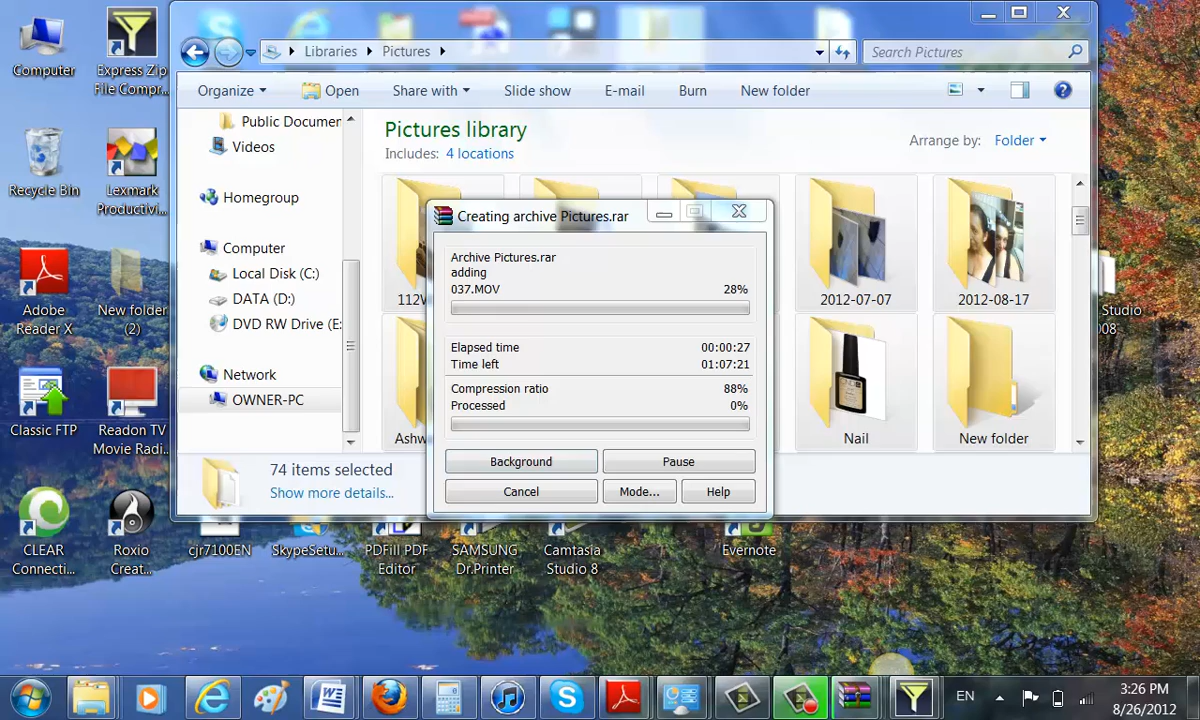 Computer
Express Zip
File Compr...
Recycle Bin
Lexmark
Productivi...
Adobe
Reader X
New folder
(2)
Classic FTP
Readon TV
Movie Radi...
CLEAR
Connecti...
Roxio
Creat...
Libraries
Pictures
Search Pictures
Organize
Open
Share with
Slide show
E-mail
Burn
New folder
Public Documen
Videos
Homegroup
Computer
Local Disk (C:)
DATA (D:)
DVD RW Drive (E:
Network
OWNER-PC
Pictures library
Includes: 4 locations
Arrange by: Folder
2012-07-07
2012-08-17
Nail
New folder
Creating archive Pictures.rar
Archive Pictures.rar
adding
037.MOV 28%
Elapsed time 00:00:27
Time left 01:07:21
Compression ratio 88%
Processed 0%
Background
Pause
Cancel
Mode...
Help
74 items selected
Show more details...
cjr7100EN
SkypeSetu...
PDFill PDF
Editor
SAMSUNG
Dr.Printer
Camtasia
Studio 8
Evernote
Studio
EN
3:26 PM
8/26/2012